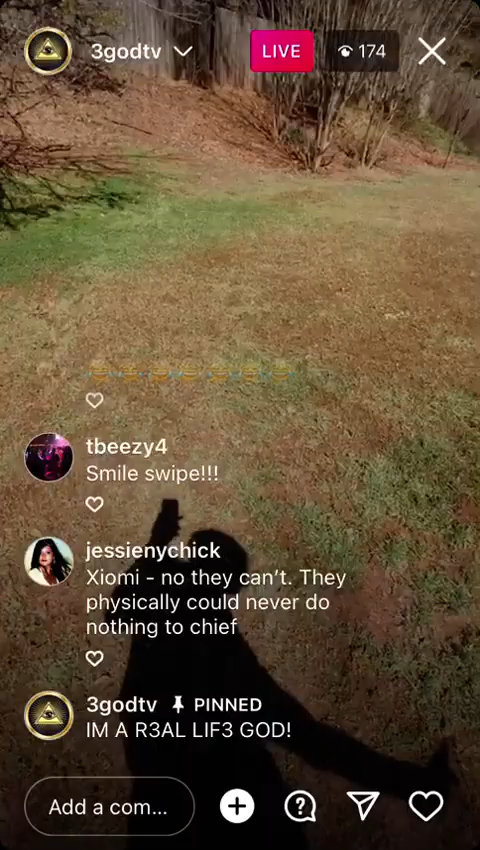 3godtv
LIVE
174
tbeezy4
Smile swipe!!!
jessienychick
Xiomi - no they can't. They
physically could never do
nothing to chief
3godtv PINNED
IM A R3AL LIF3 GOD!
Add a com...